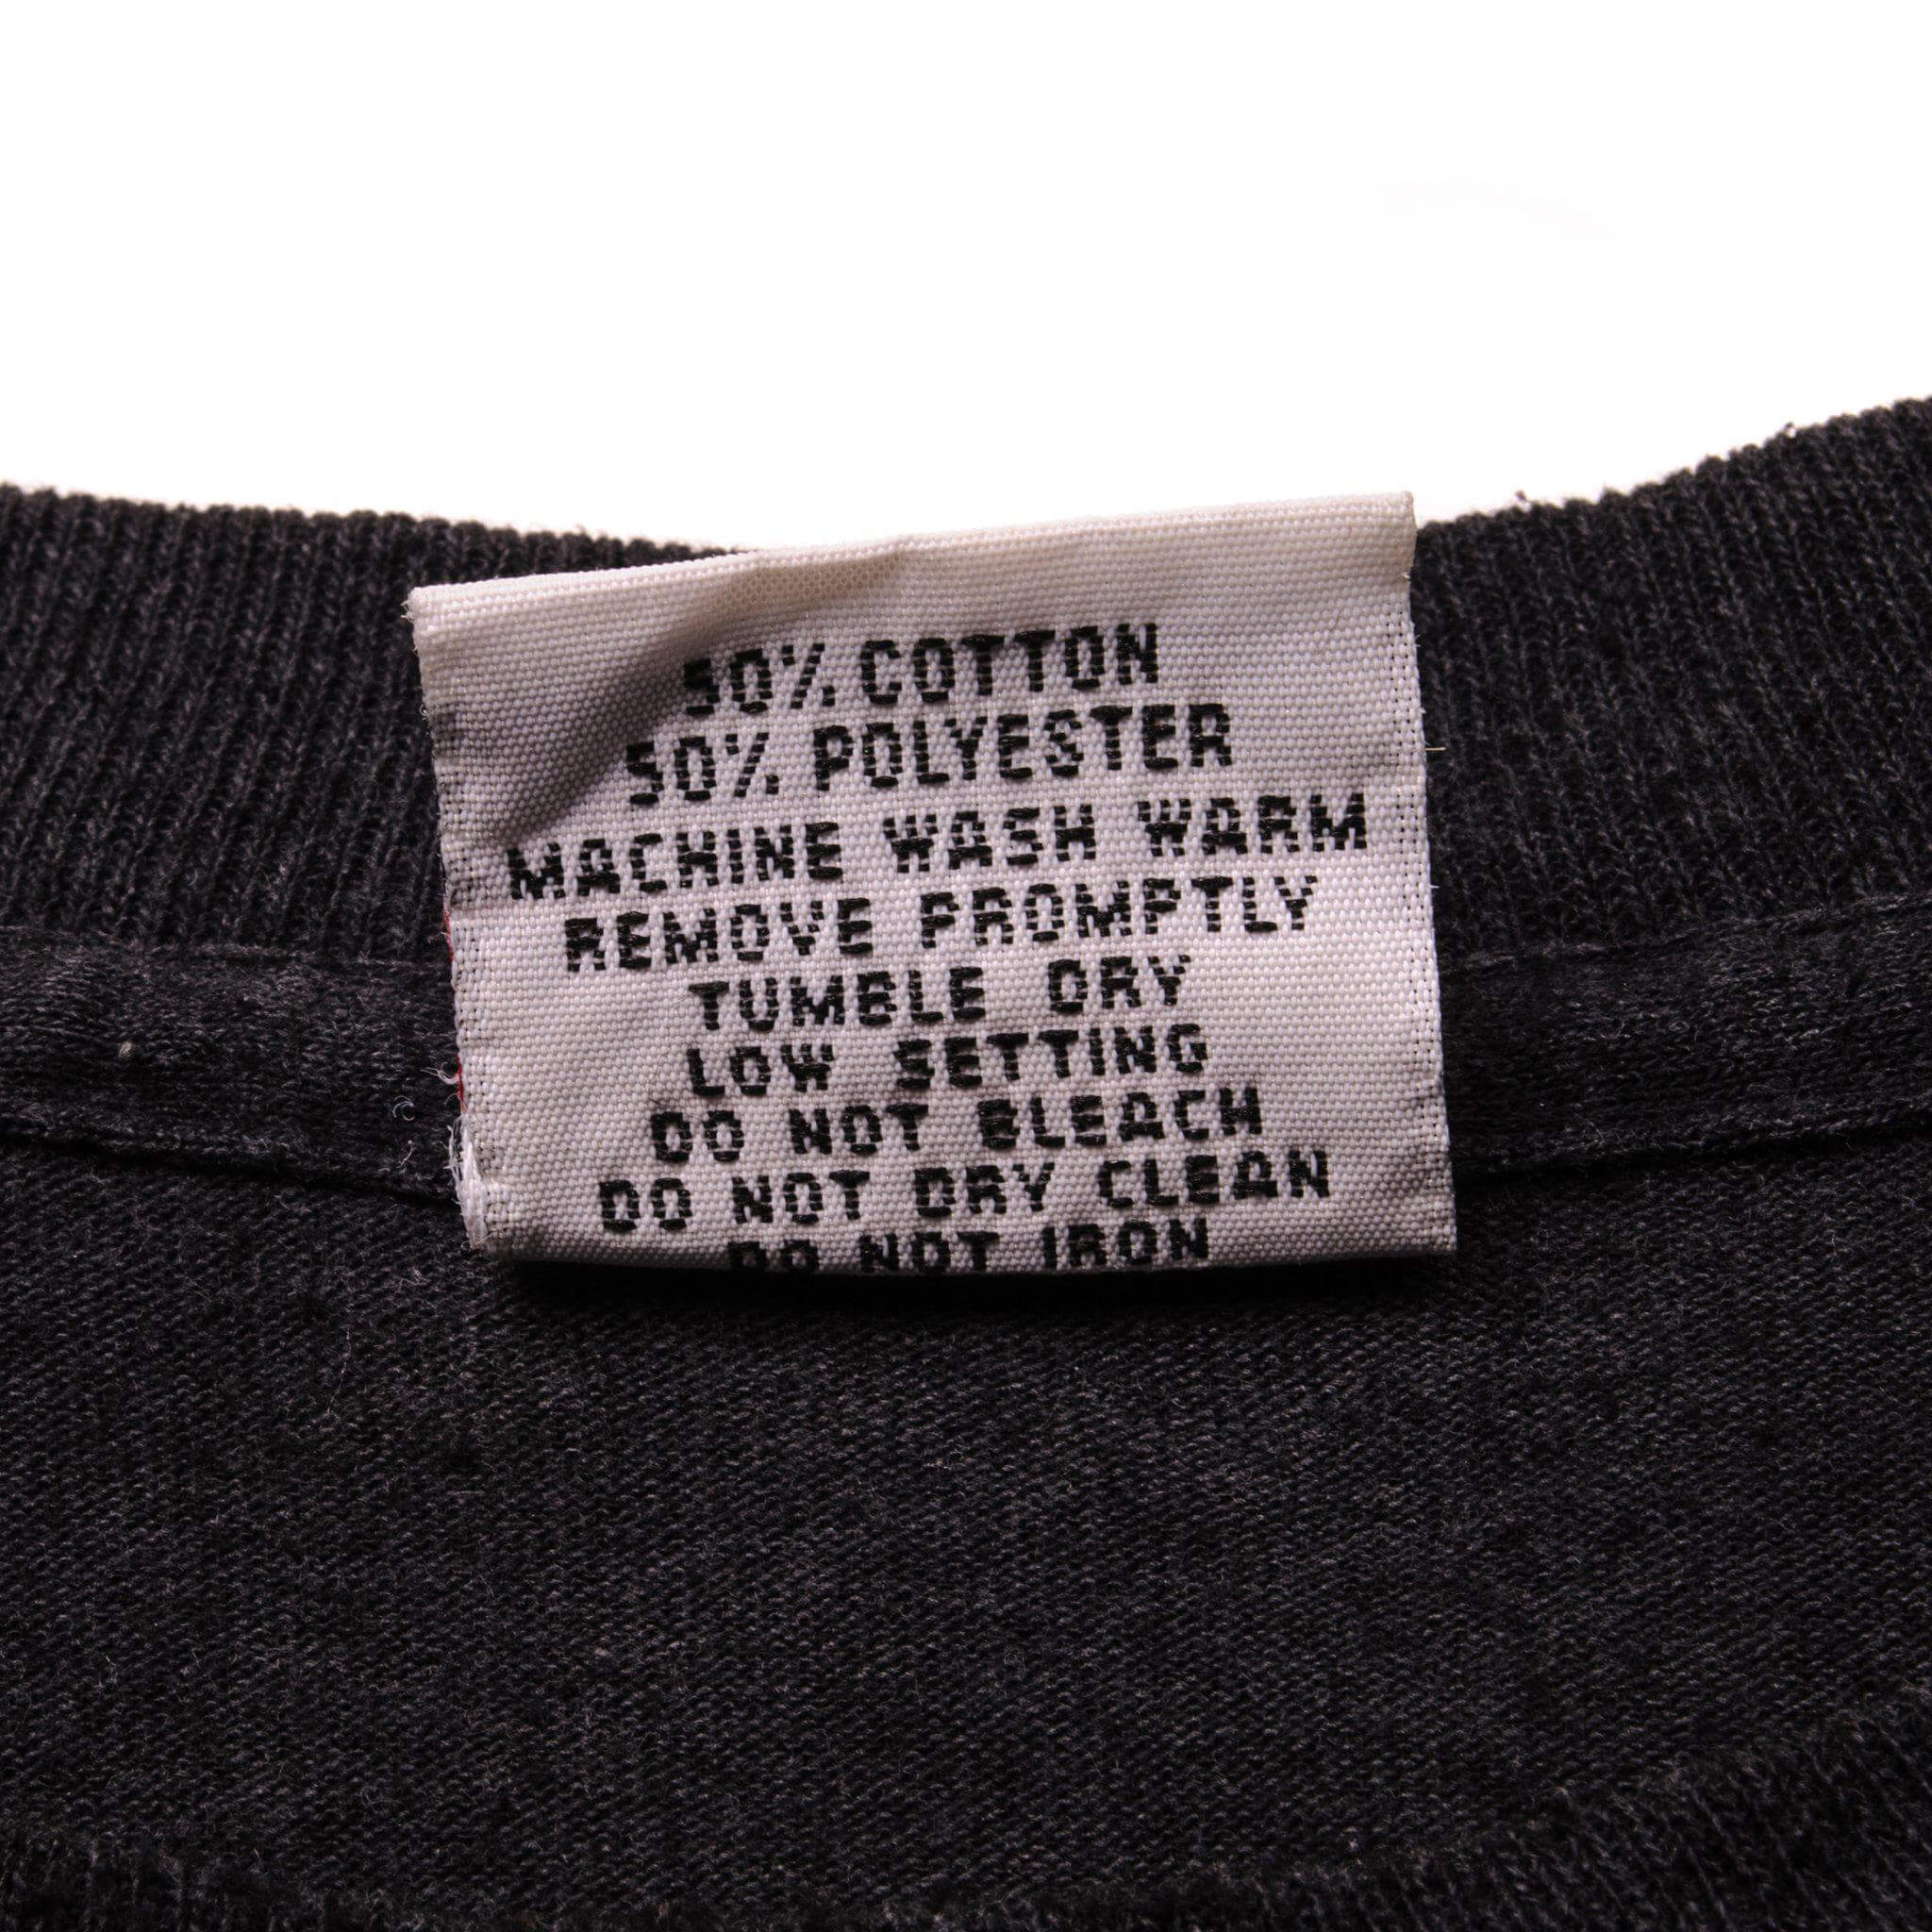 50% COTTON
50% POLYESTER
MACHINE WASH WARM
REMOVE PROMPTLY
TUMBLE DRY
LOW SETTING
DO NOT BLEACH
DO NOT DRY CLEAN
DO NOT IRON